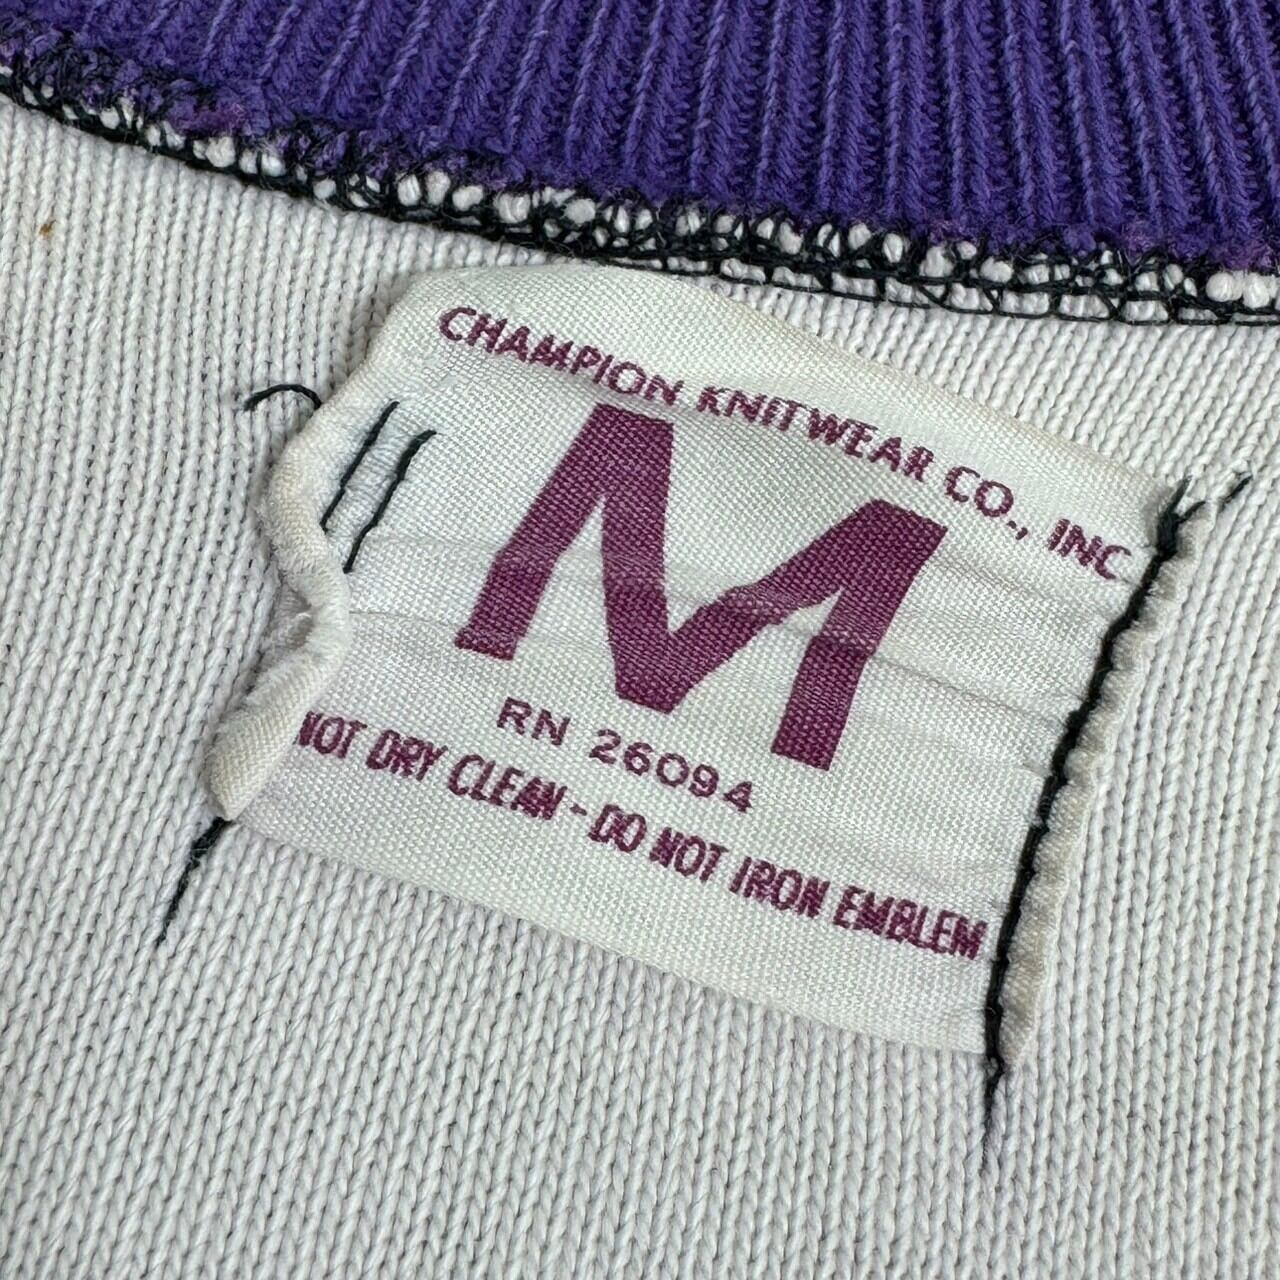 CHAMPION KNITWEAR CO., INC
M
RN 26094
NOT DRY CLEAN - DO NOT IRON EMBLEM